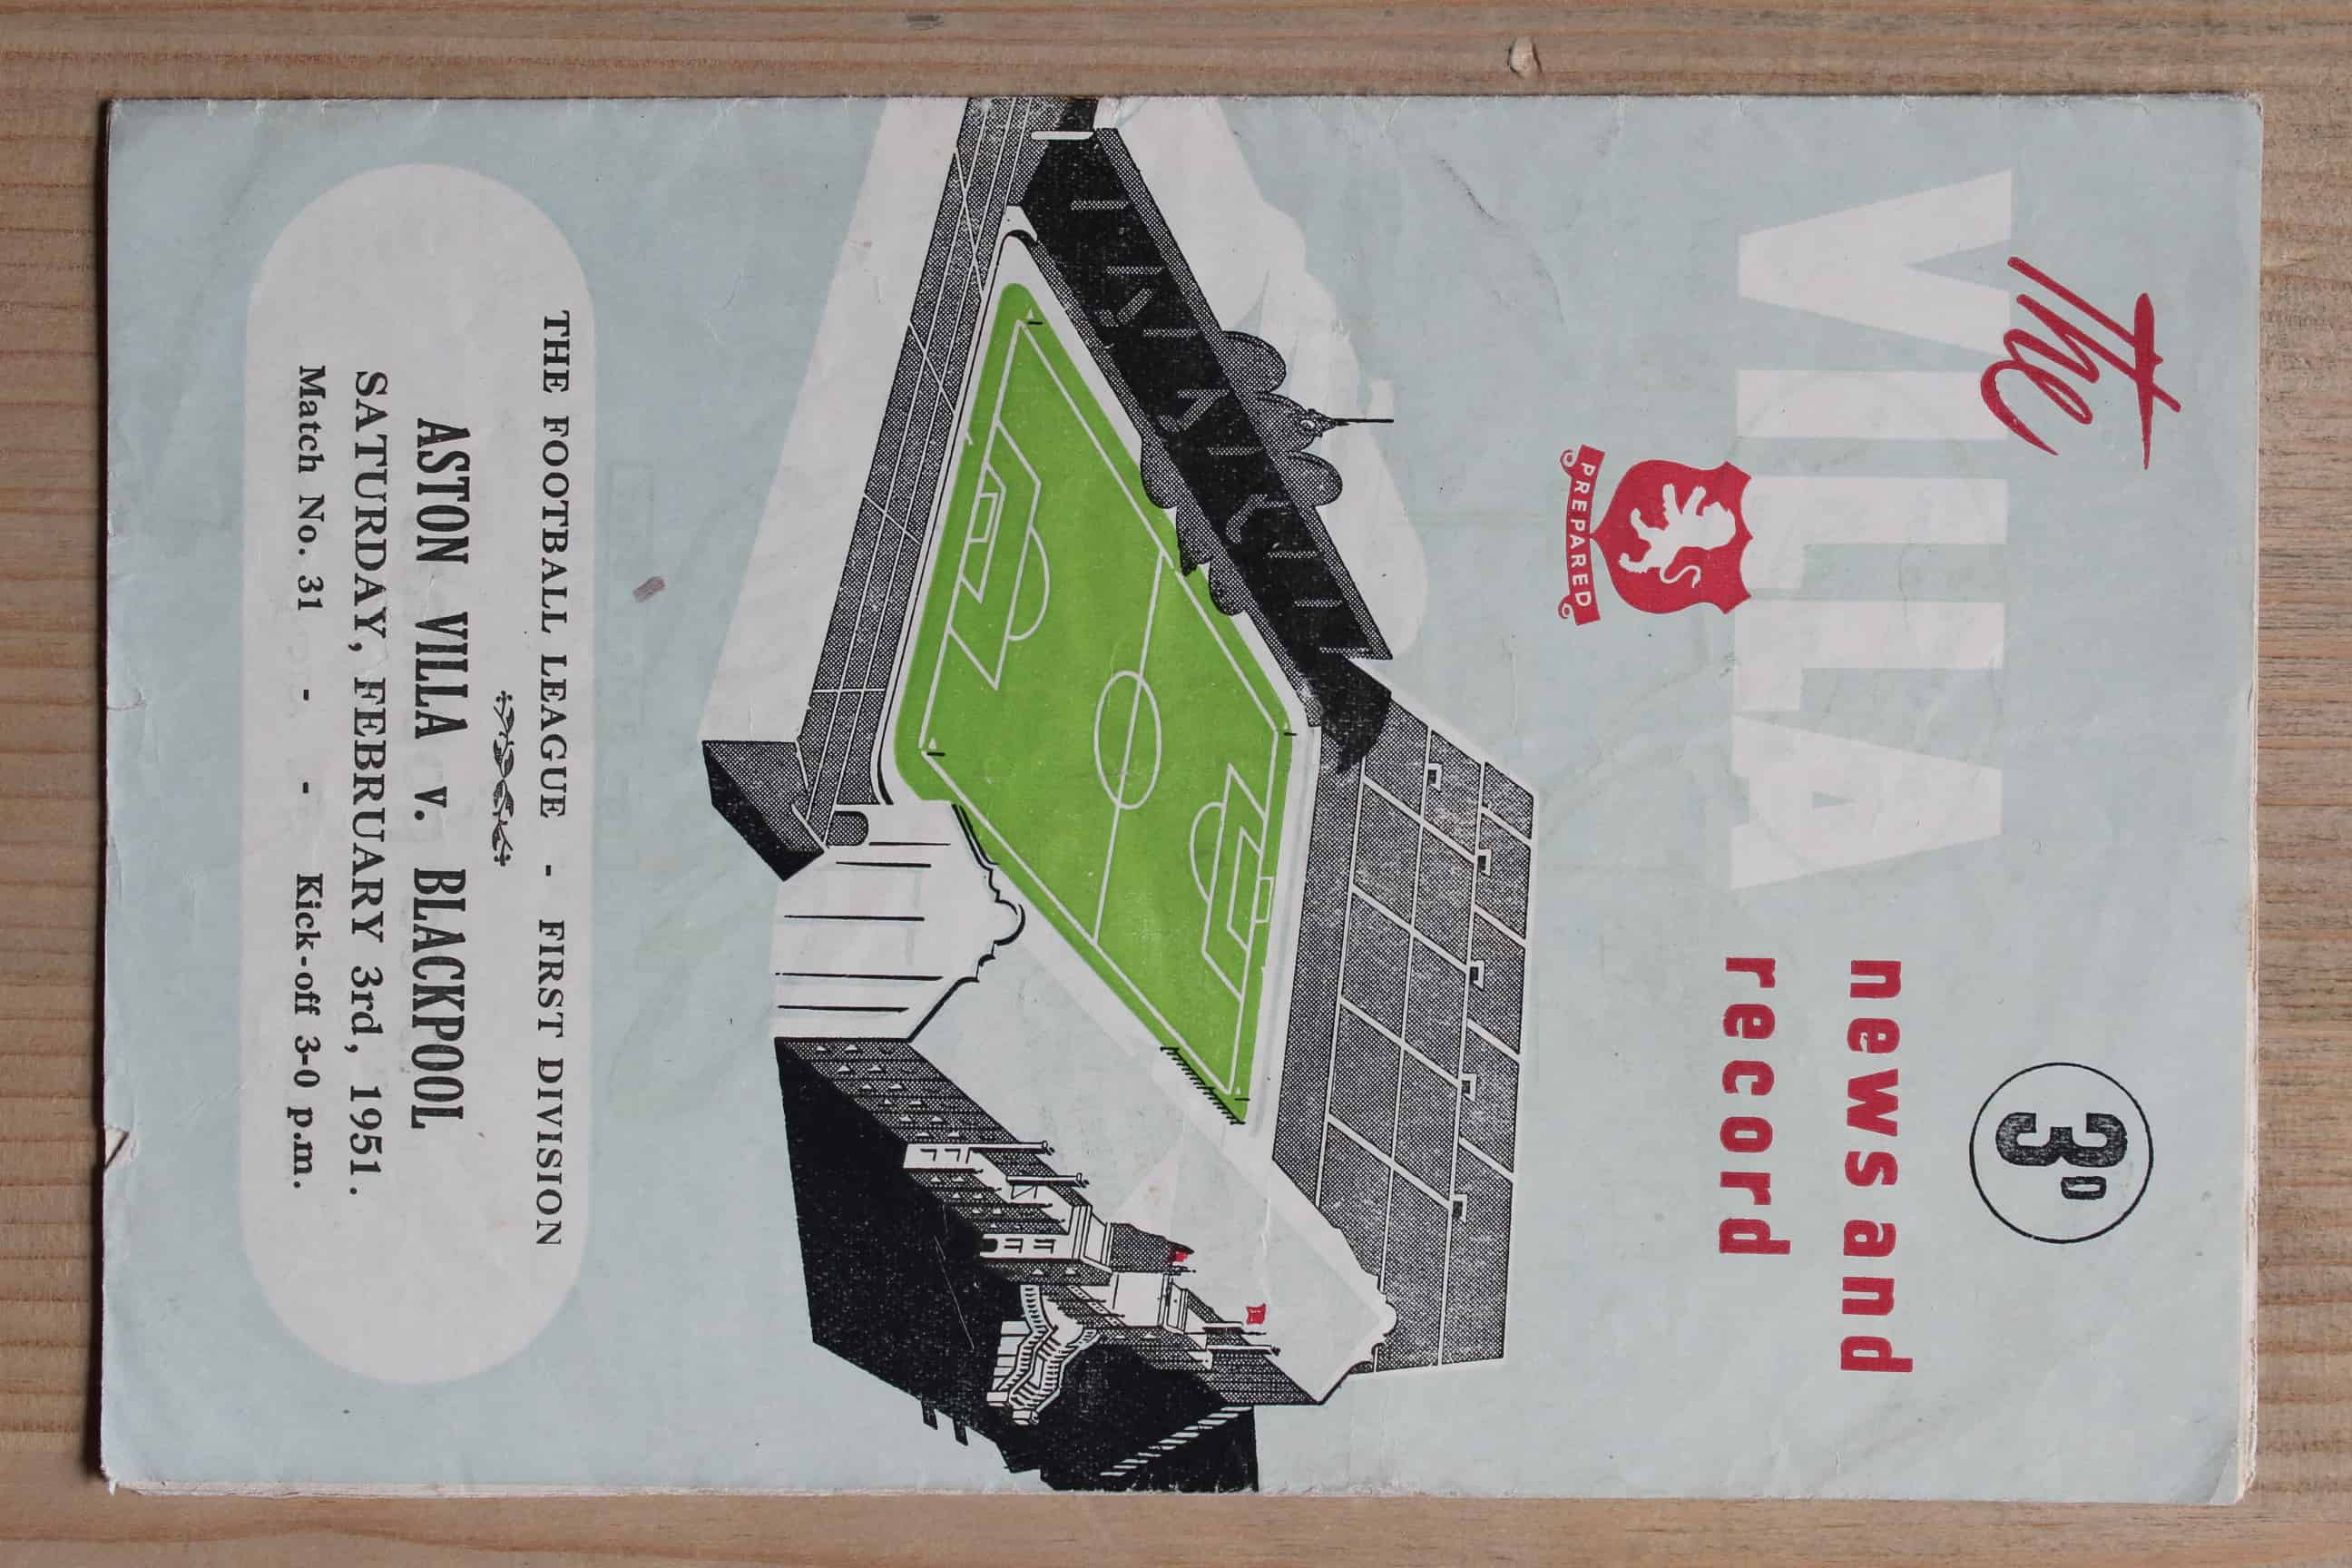 The
VILLA
news and
record
3D
PREPARED
THE FOOTBALL LEAGUE - FIRST DIVISION
ASTON VILLA v. BLACKPOOL
SATURDAY, FEBRUARY 3rd, 1951.
Match No. 31 - - Kick-off 3-0 p.m.